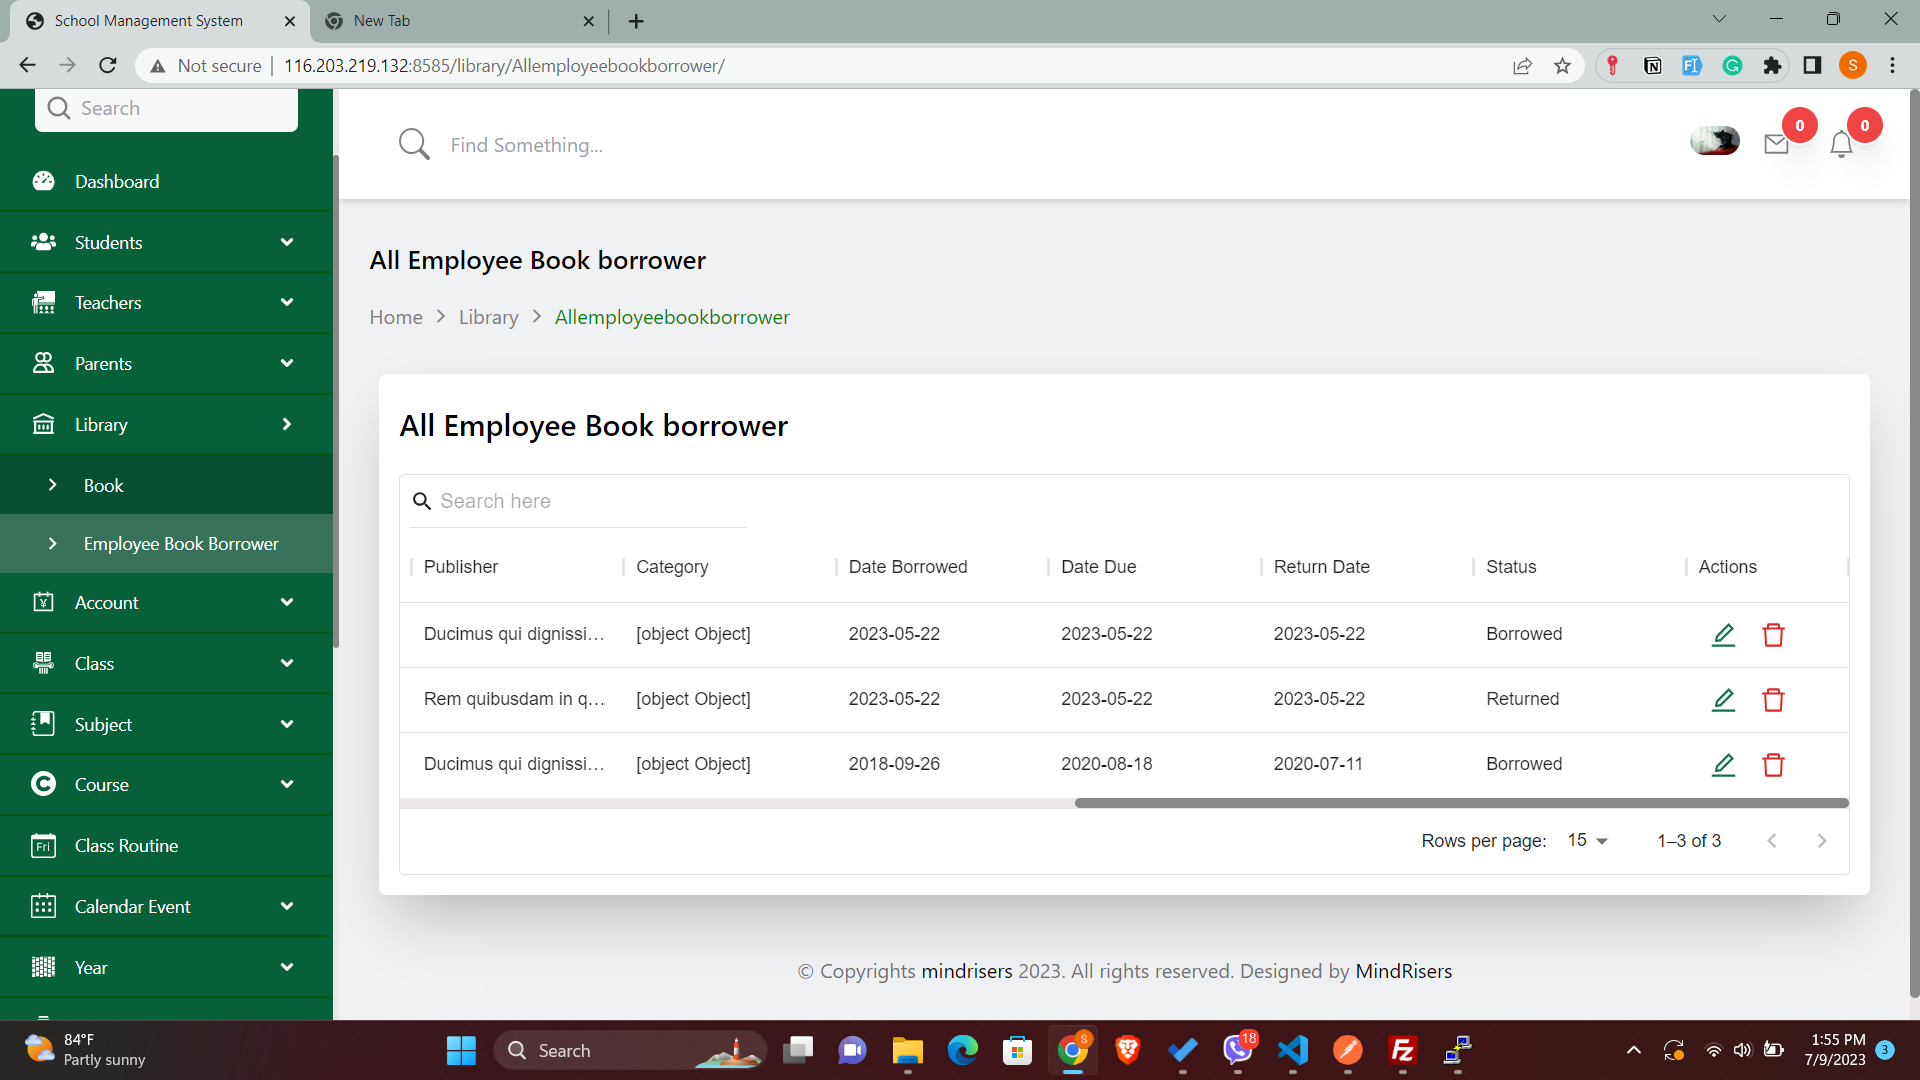 School Management System
New Tab
Not secure
116.203.219.132:8585/library/Allemployeebookborrower/
S
Search
Find Something...
0
0
Dashboard
Students
Teachers
Parents
Library
Book
Employee Book Borrower
Account
Class
Subject
Course
Fri
Class Routine
Calendar Event
Year
All Employee Book borrower
Home > Library > Allemployeebookborrower
All Employee Book borrower
Search here
Publisher Category Date Borrowed Date Due Return Date Status Actions
Ducimus qui dignissi... [object Object] 2023-05-22 2023-05-22 2023-05-22 Borrowed
Rem quibusdam in q... [object Object] 2023-05-22 2023-05-22 2023-05-22 Returned
Ducimus qui dignissi... [object Object] 2018-09-26 2020-08-18 2020-07-11 Borrowed
Rows per page: 15 1–3 of 3
© Copyrights mindrisers 2023. All rights reserved. Designed by MindRisers
84°F
Partly sunny
Search
S
18
Fz
1:55 PM
7/9/2023
3